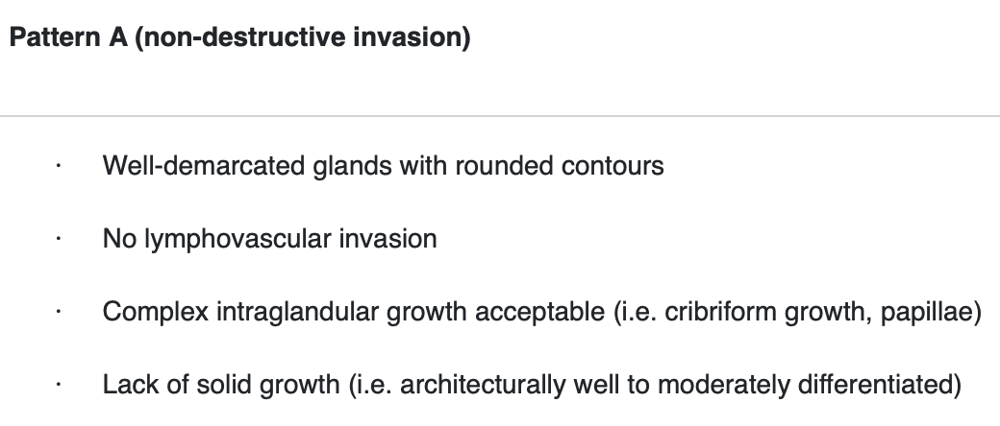 Pattern A (non-destructive invasion)
· Well-demarcated glands with rounded contours
· No lymphovascular invasion
· Complex intraglandular growth acceptable (i.e. cribriform growth, papillae)
· Lack of solid growth (i.e. architecturally well to moderately differentiated)